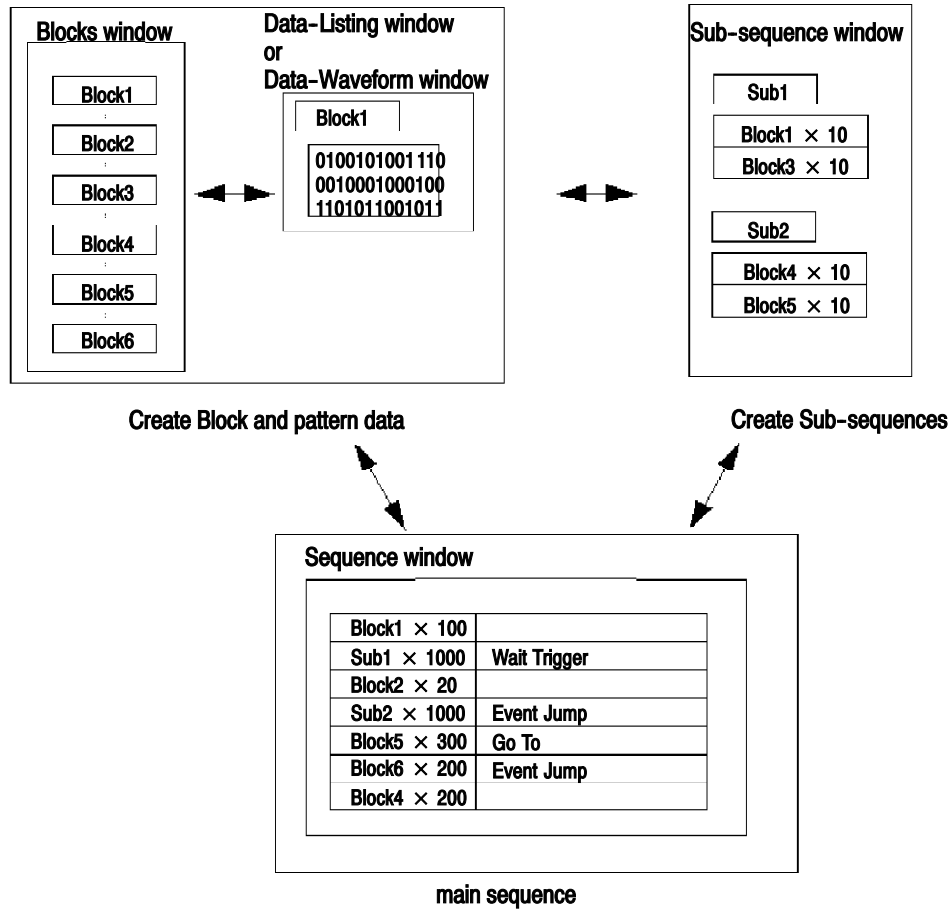 Blocks window
Block1
Block2
Block3
Block4
Block5
Block6
Data-Listing window
or
Data-Waveform window
Block1
0100101001 110
0010001000100
1101011001011
Sub-sequence window
Sub1
Block1 × 10
Block3 × 10
Sub2
Block4 × 10
Block5 × 10
Create Block and pattern data
Create Sub-sequences
Sequence window
Block1 × 100
Sub1 × 1000 Wait Trigger
Block2 × 20
Sub2 × 1000 Event Jump
Block5 × 300 Go To
Block6 × 200 Event Jump
Block4 × 200
main sequence